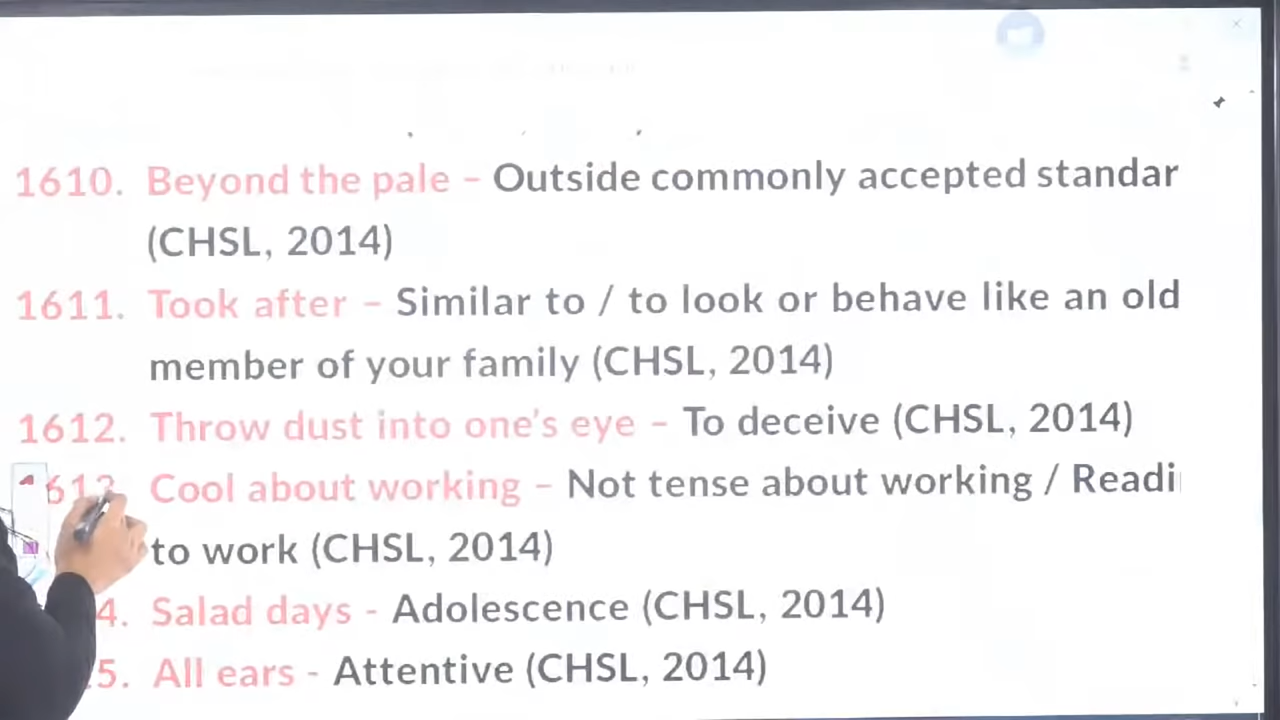 1610. Beyond the pale – Outside commonly accepted standar
(CHSL, 2014)
1611. Took after – Similar to / to look or behave like an old
member of your family (CHSL, 2014)
1612. Throw dust into one's eye – To deceive (CHSL, 2014)
1613. Cool about working – Not tense about working / Readi
to work (CHSL, 2014)
4. Salad days - Adolescence (CHSL, 2014)
5. All ears - Attentive (CHSL, 2014)